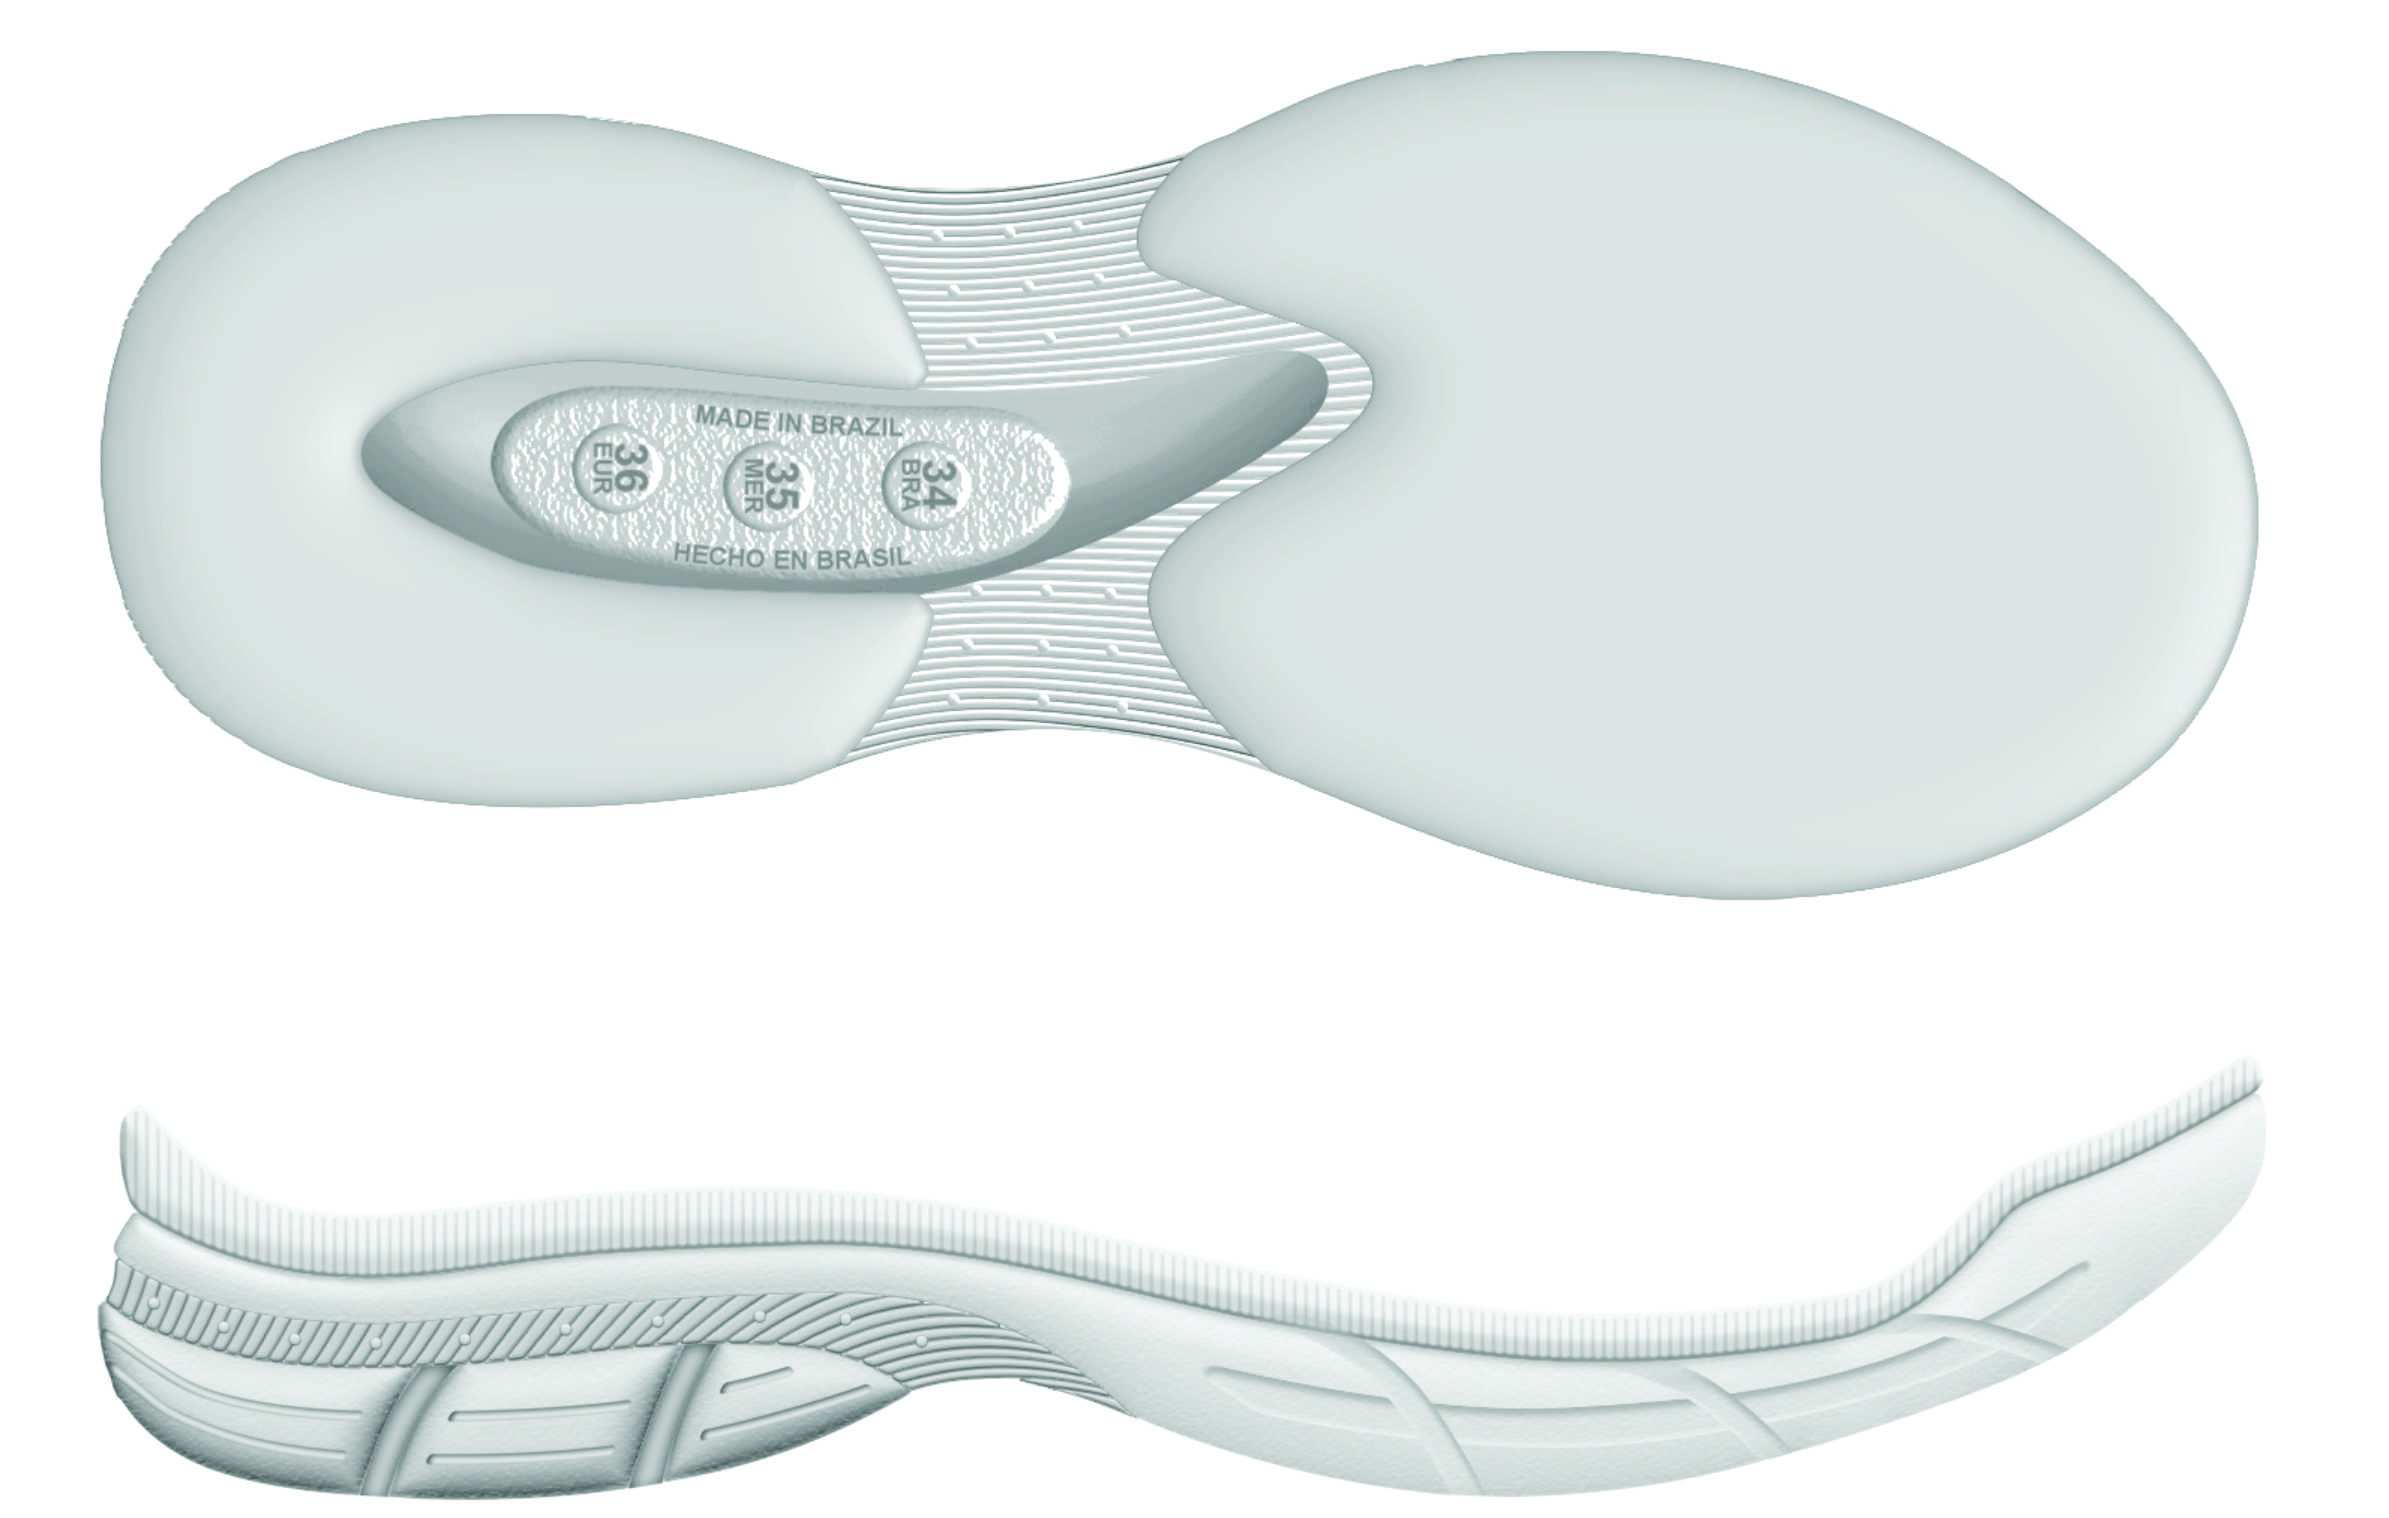 MADE IN BRAZIL
36
EUR
35
MER
34
BRA
HECHO EN BRASIL